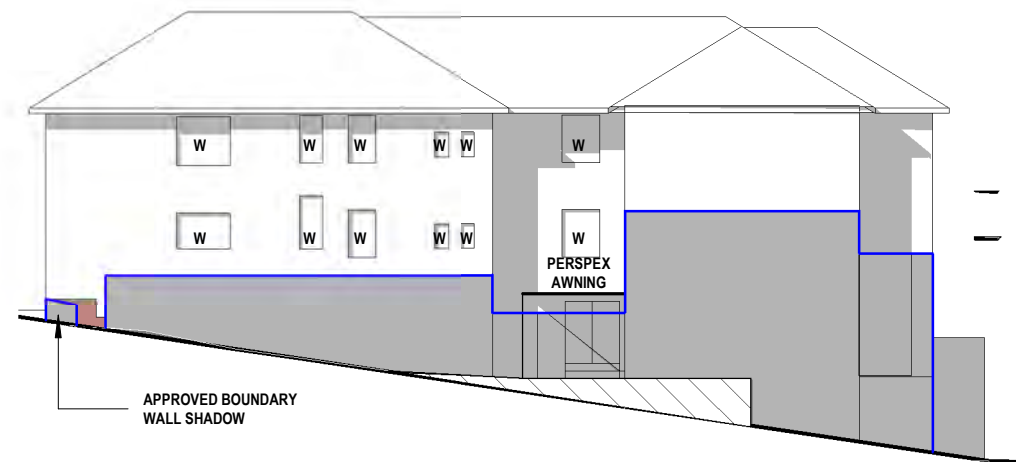 W W W W W W
W W W W W W
PERSPEX
AWNING
APPROVED BOUNDARY
WALL SHADOW